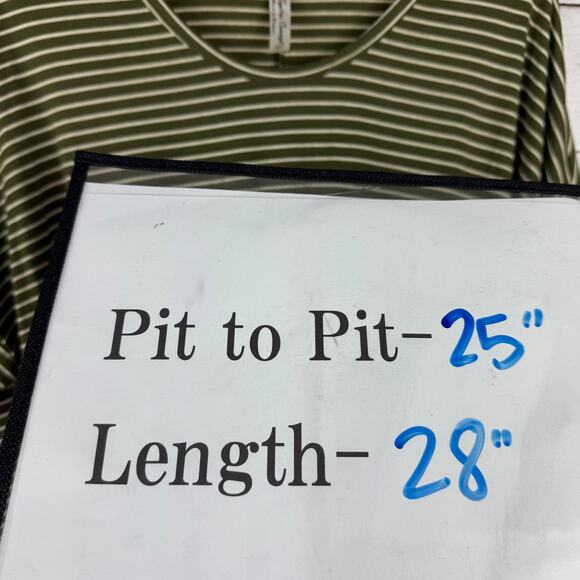 Pit to Pit- 25"
Length- 28"